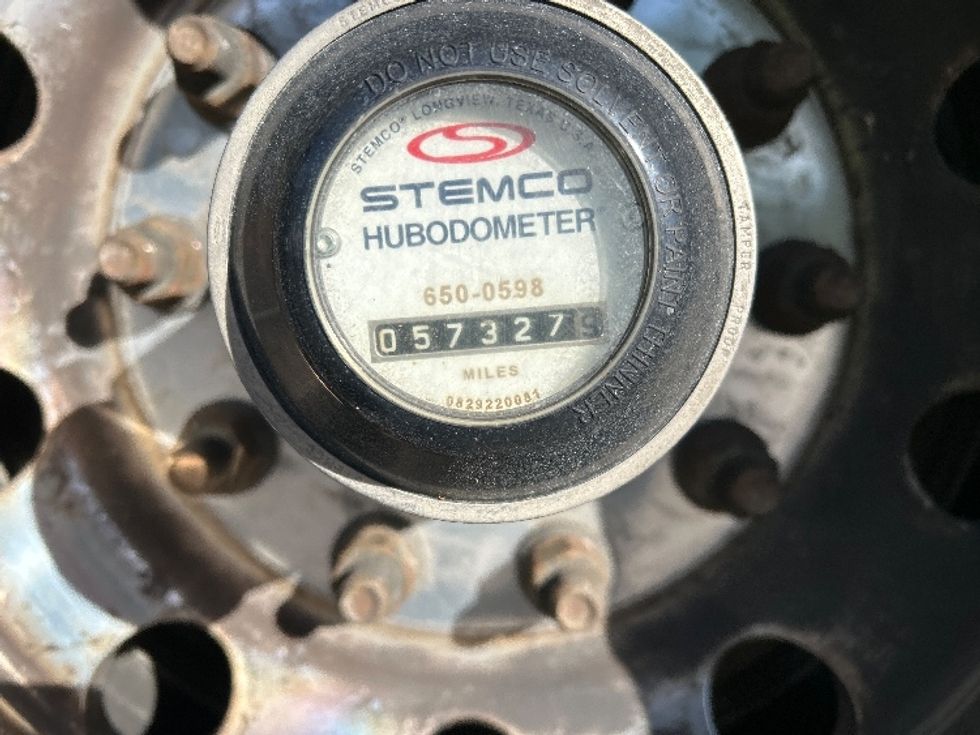 DO NOT USE SOLVENT OR PAINT THINNER
TAMPER-PROOF
STEMCO® LONGVIEW, TEXAS U.S.A.
STEMCO
HUBODOMETER
650-0598
057327
MILES
0829220081